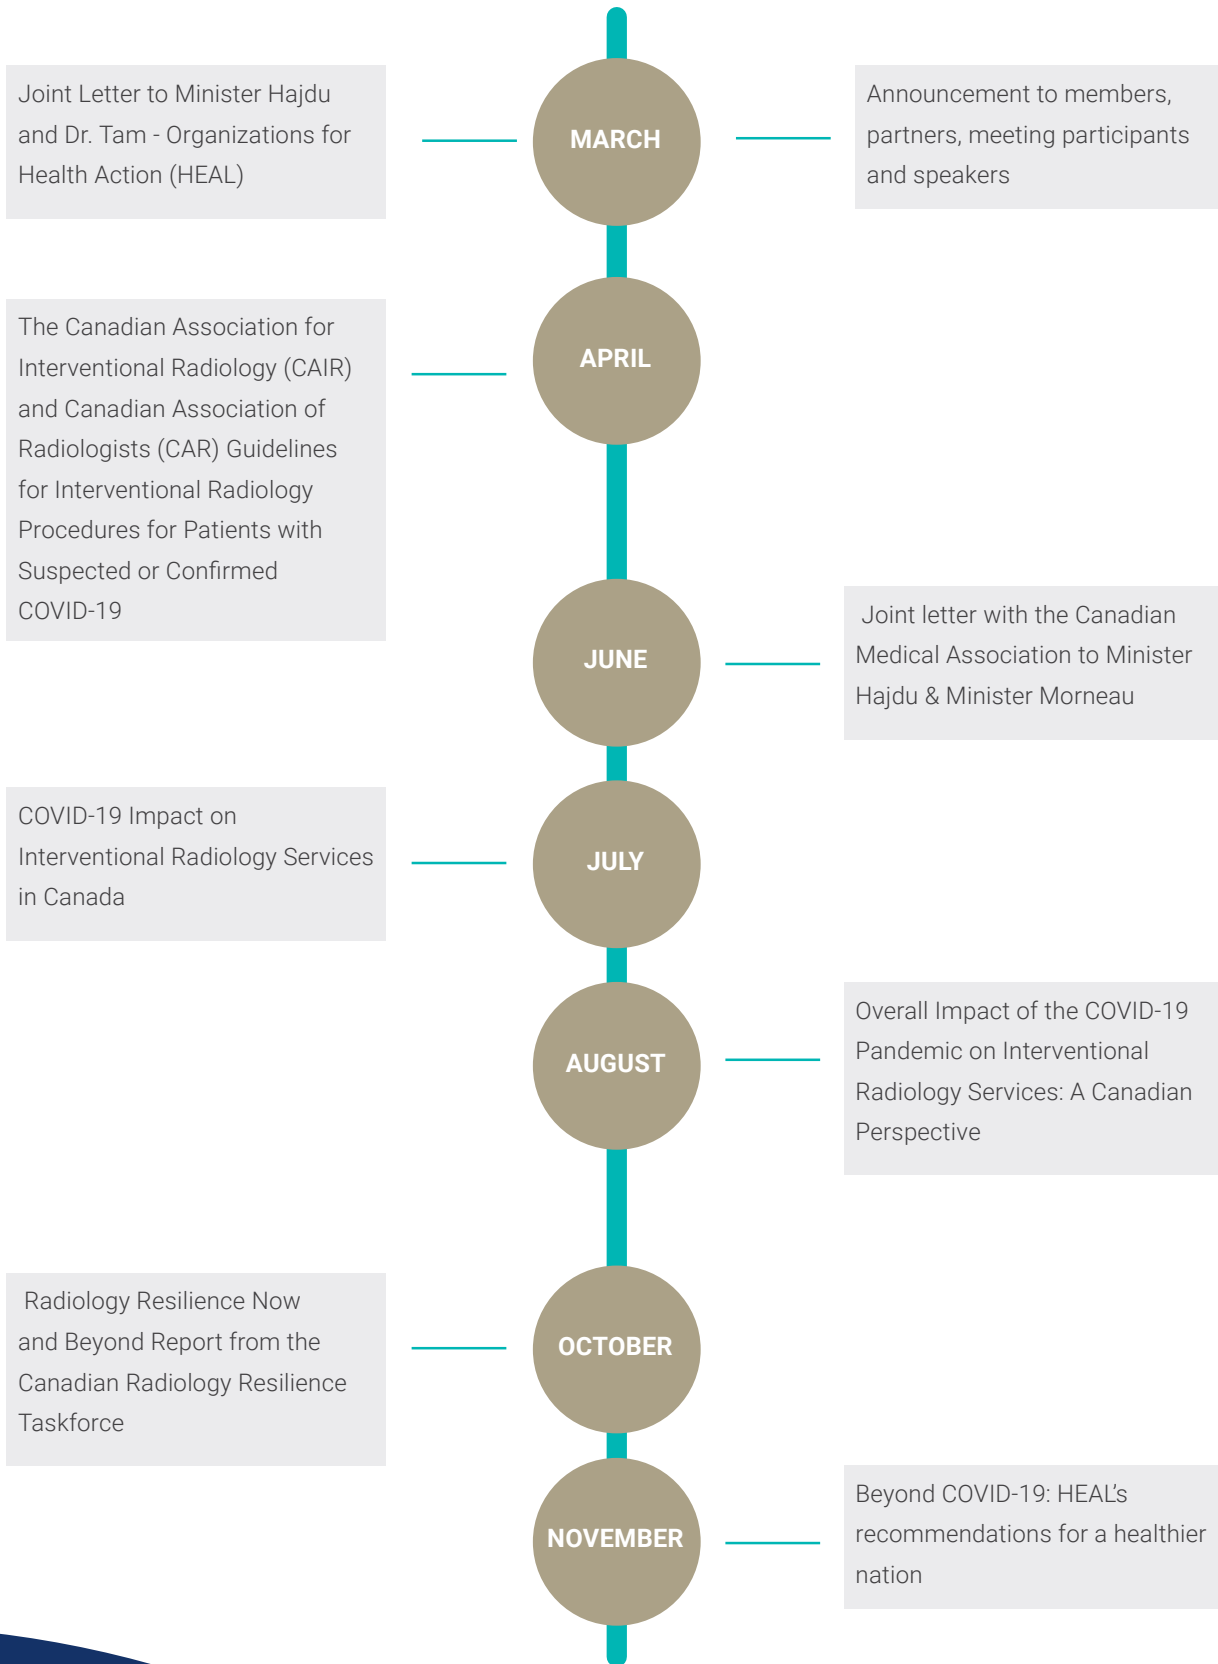 Joint Letter to Minister Hajdu
and Dr. Tam - Organizations for
Health Action (HEAL)
MARCH
Announcement to members,
partners, meeting participants
and speakers
The Canadian Association for
Interventional Radiology (CAIR)
and Canadian Association of
Radiologists (CAR) Guidelines
for Interventional Radiology
Procedures for Patients with
Suspected or Confirmed
COVID-19
APRIL
JUNE
Joint letter with the Canadian
Medical Association to Minister
Hajdu & Minister Morneau
COVID-19 Impact on
Interventional Radiology Services
in Canada
JULY
AUGUST
Overall Impact of the COVID-19
Pandemic on Interventional
Radiology Services: A Canadian
Perspective
Radiology Resilience Now
and Beyond Report from the
Canadian Radiology Resilience
Taskforce
OCTOBER
NOVEMBER
Beyond COVID-19: HEAL's
recommendations for a healthier
nation